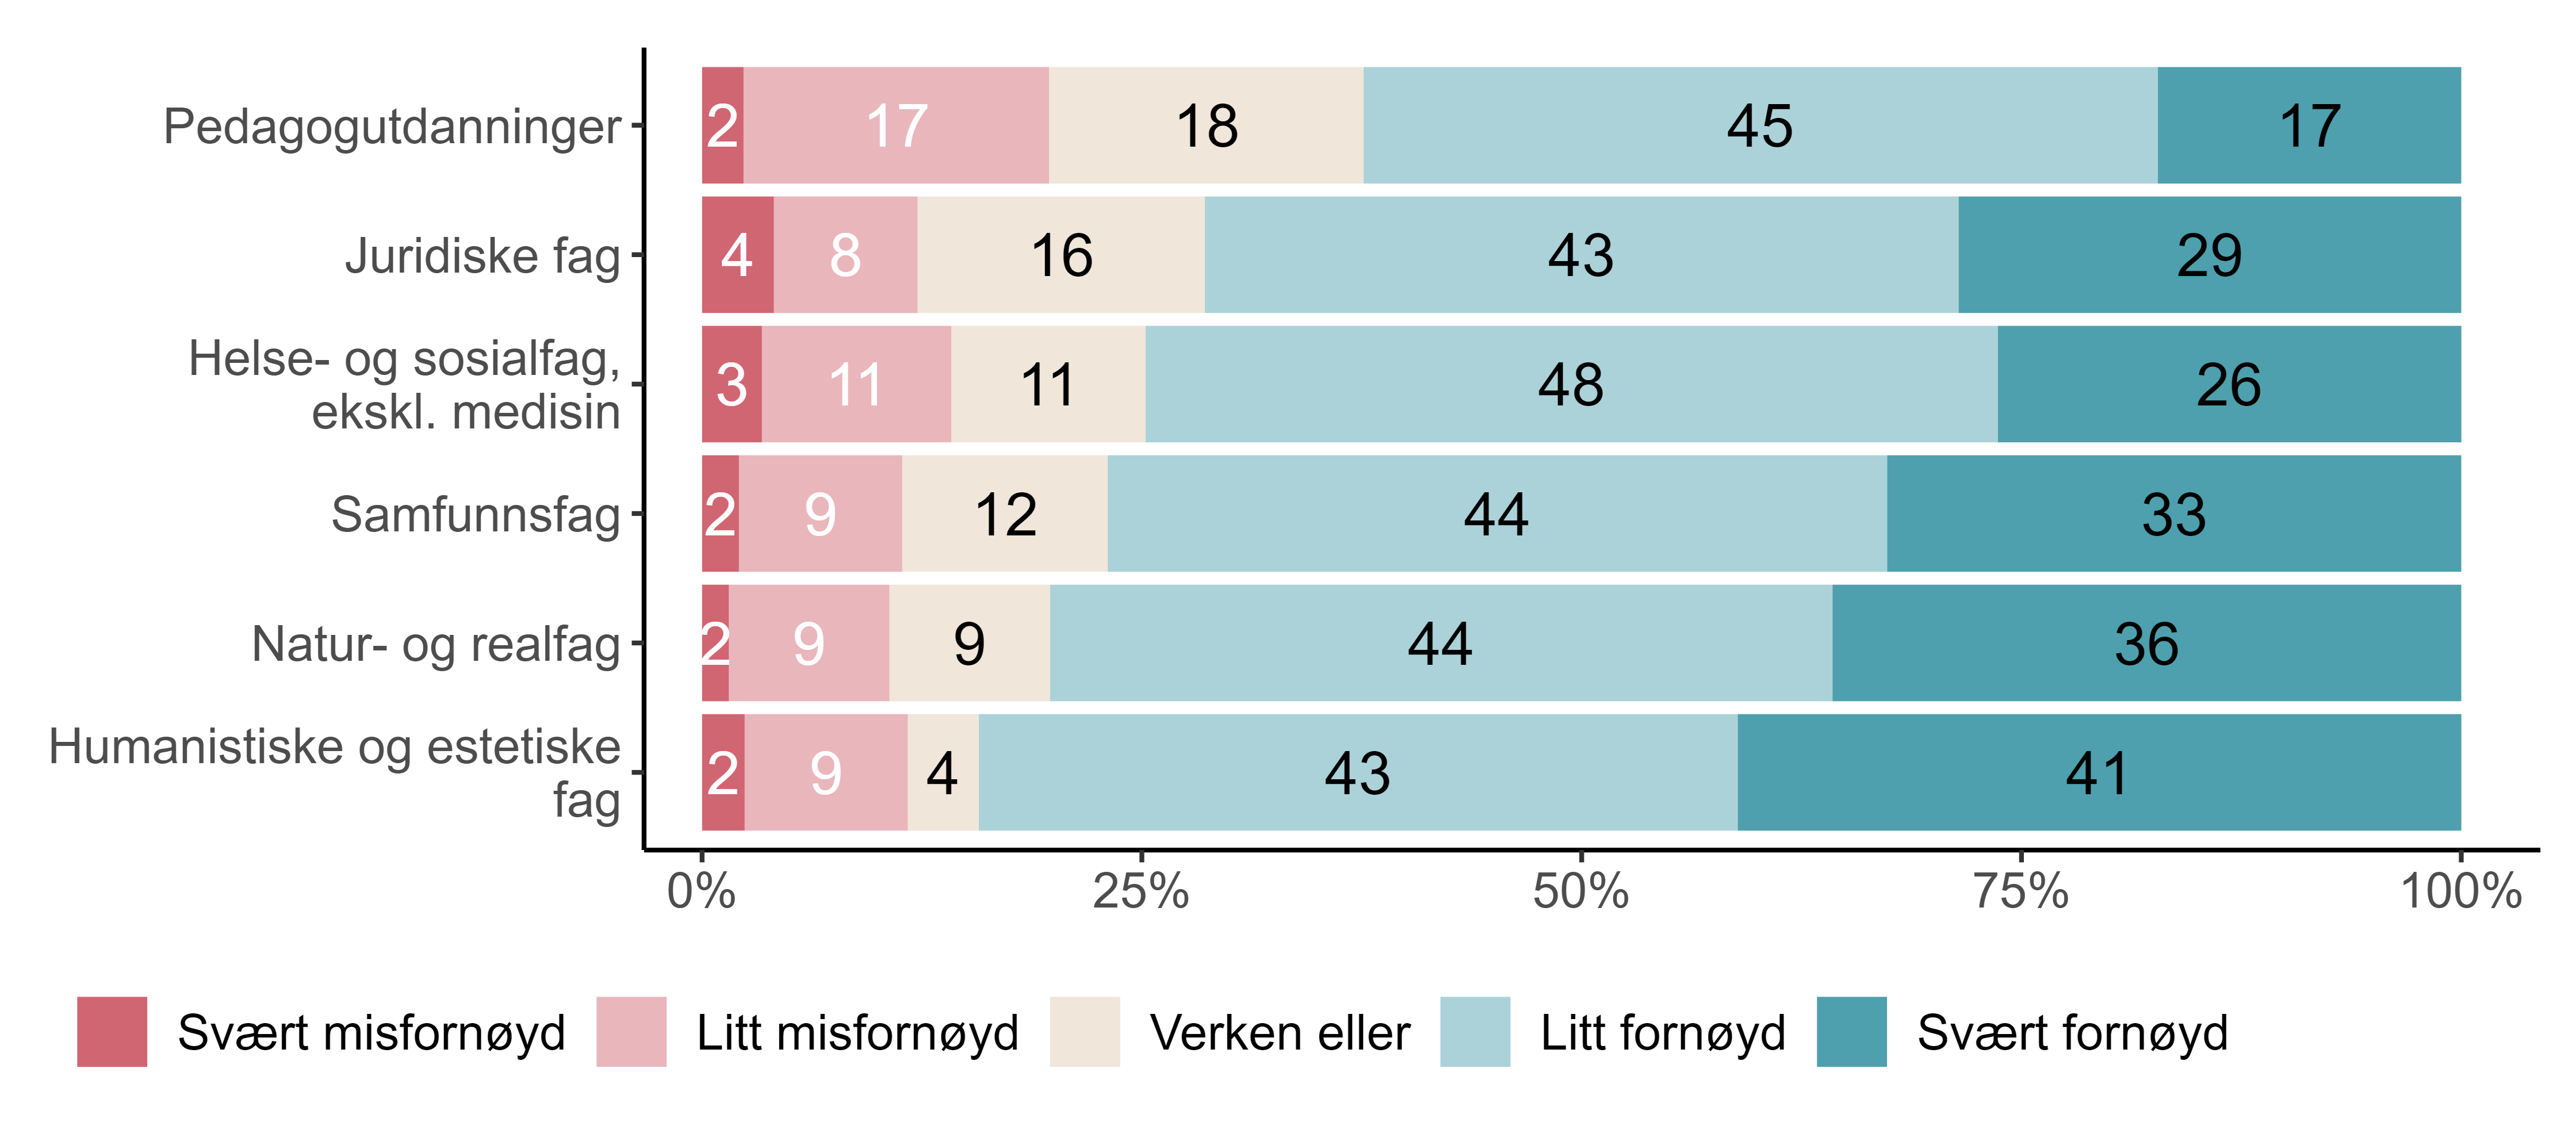 Pedagogutdanninger 2 17 18 45 17
Juridiske fag 4 8 16 43 29
Helse- og sosialfag,
ekskl. medisin 3 11 11 48 26
Samfunnsfag 2 9 12 44 33
Natur- og realfag 2 9 9 44 36
Humanistiske og estetiske
fag 2 9 4 43 41
0% 25% 50% 75% 100%
Svært misfornøyd Litt misfornøyd Verken eller Litt fornøyd Svært fornøyd